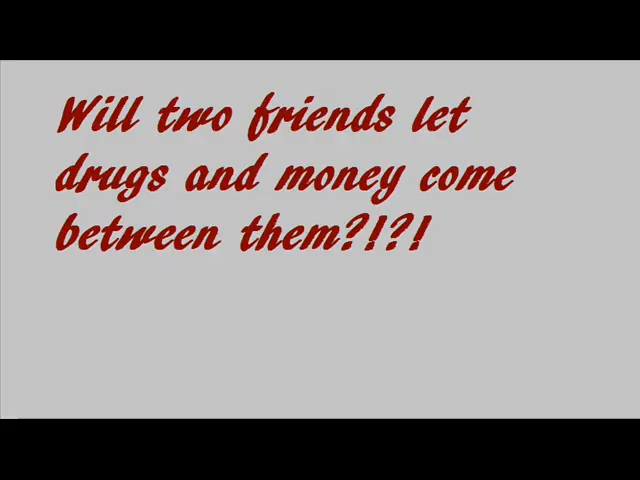 Will two friends let
drugs and money come
between them?!?!